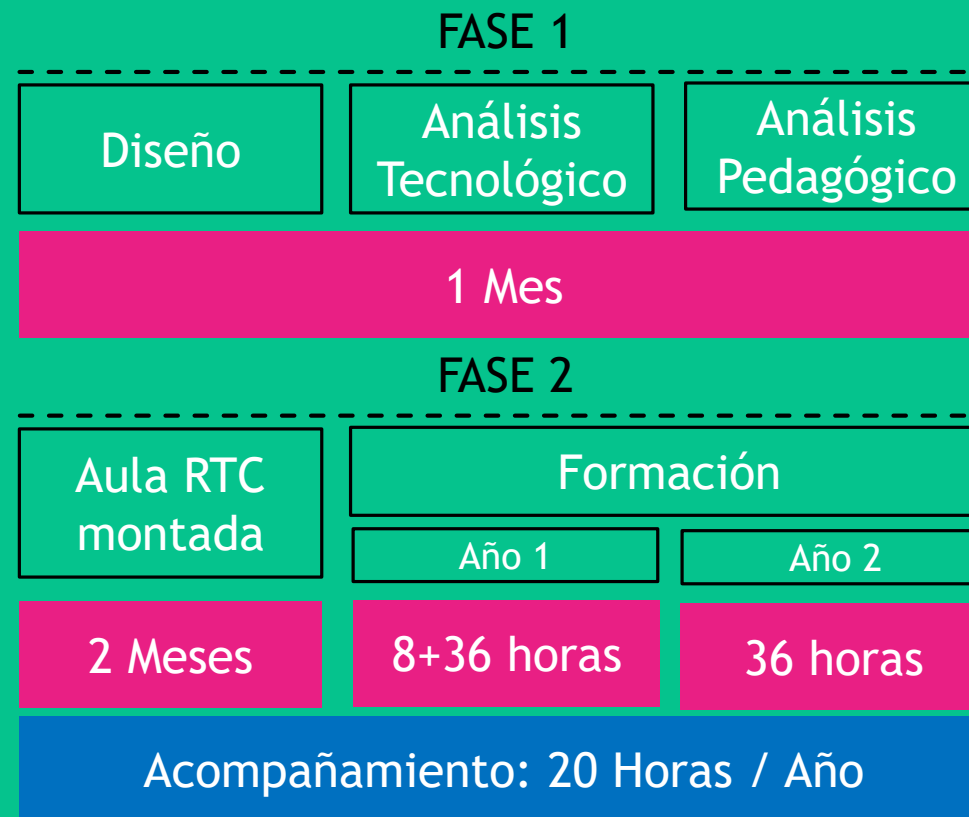 FASE 1
Diseño
Análisis
Tecnológico
Análisis
Pedagógico
1 Mes
FASE 2
Aula RTC
montada
Formación
Año 1
Año 2
2 Meses
8+36 horas
36 horas
Acompañamiento: 20 Horas / Año